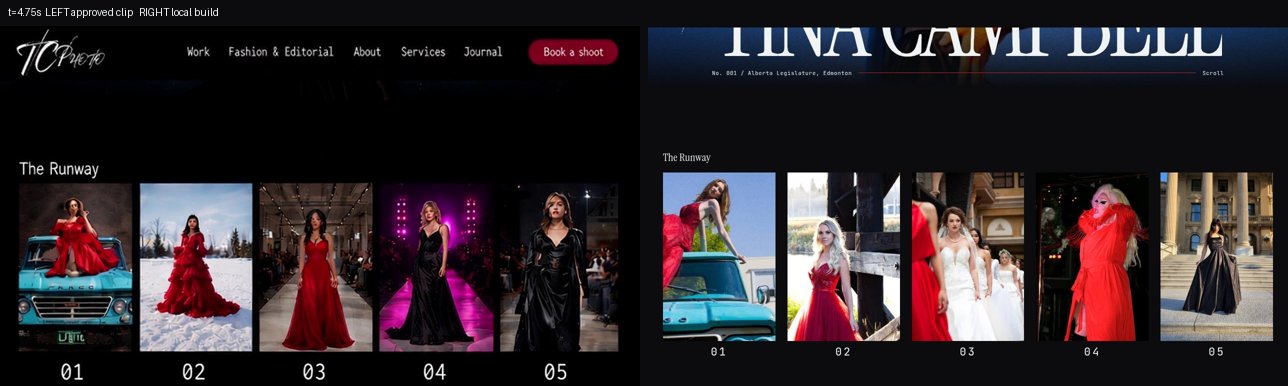 t=4.75s LEFT approved clip RIGHT local build
TCPhoto
Work Fashion & Editorial About Services Journal Book a shoot
The Runway
01 02 03 04 05
TINA CAMPBELL
No. 001 / Alberta Legislature, Edmonton Scroll
The Runway
01 02 03 04 05